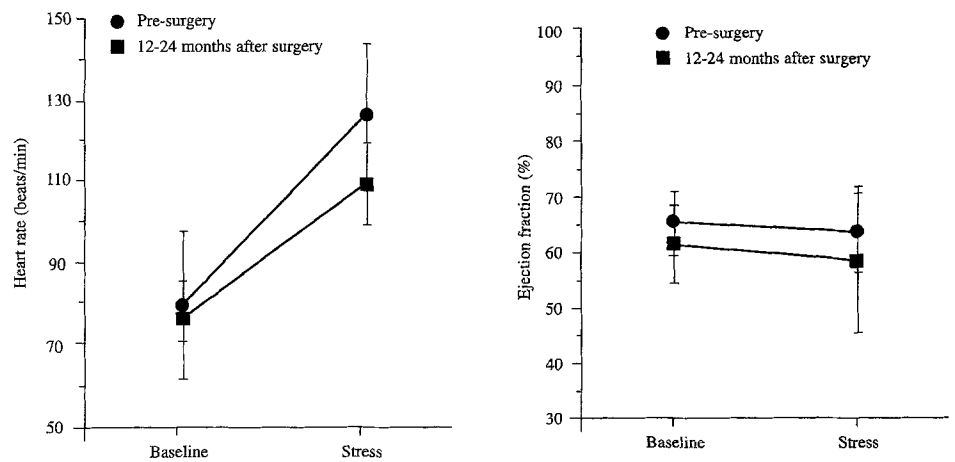 Heart rate (beats/min)
150
130
110
90
70
50
Pre-surgery
12-24 months after surgery
Baseline
Stress
Ejection fraction (%)
100
90
80
70
60
50
40
30
Pre-surgery
12-24 months after surgery
Baseline
Stress